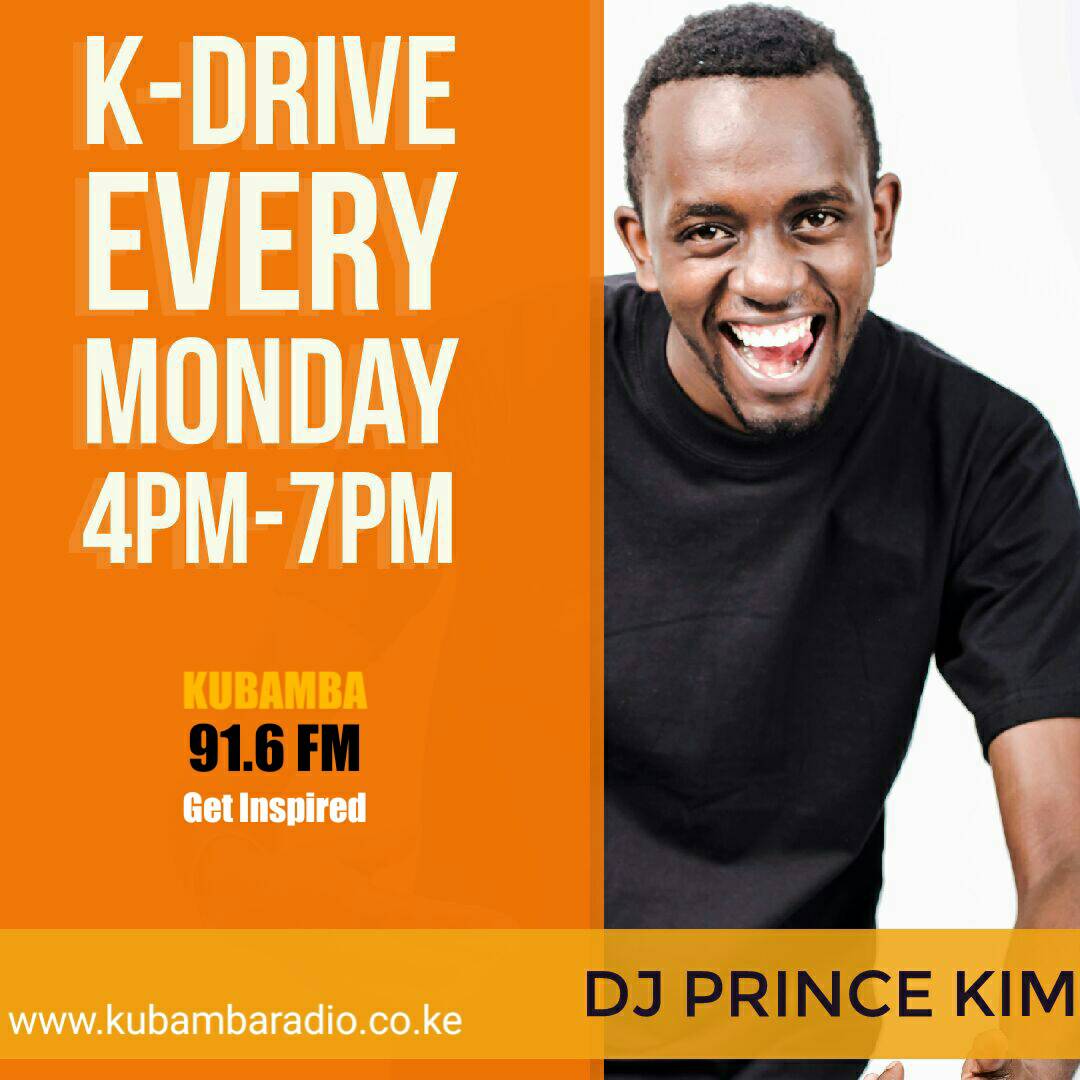 K-DRIVE
EVERY
MONDAY
4PM-7PM
KUBAMBA
91.6 FM
Get Inspired
DJ PRINCE KIM
www.kubambaradio.co.ke